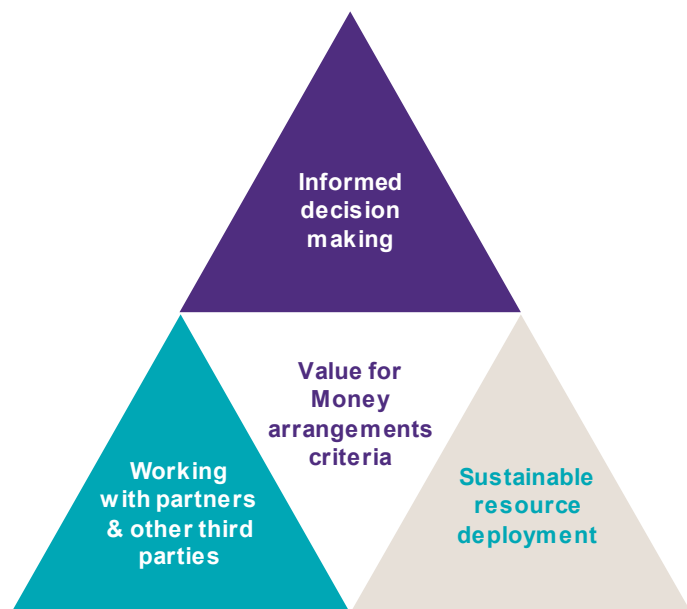 Informed
decision
making
Value for
Money
arrangements
criteria
Working
with partners
& other third
parties
Sustainable
resource
deployment